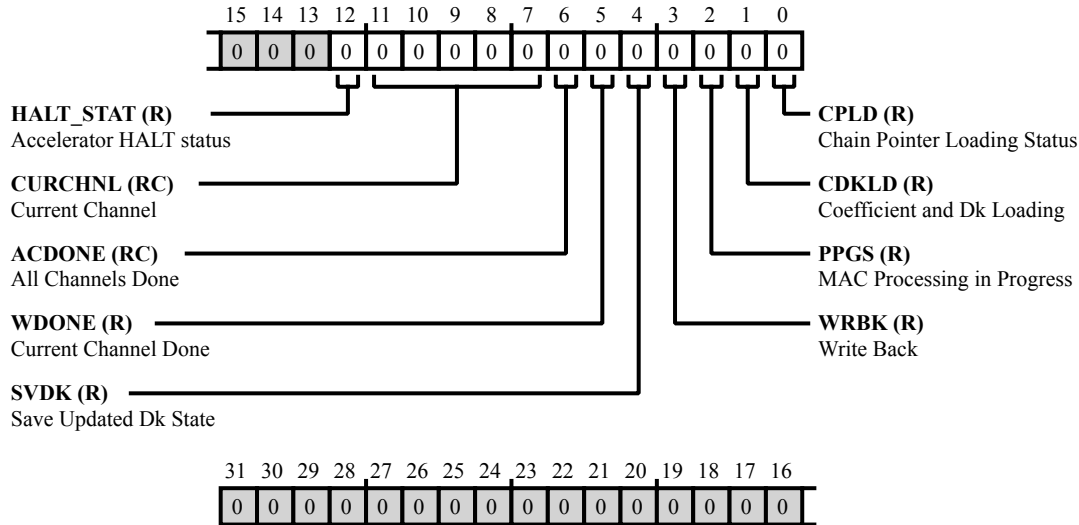 15 14 13 12 11 10 9 8 7 6 5 4 3 2 1 0
0 0 0 0 0 0 0 0 0 0 0 0 0 0 0 0
HALT_STAT (R)
Accelerator HALT status
CURCHNL (RC)
Current Channel
ACDONE (RC)
All Channels Done
WDONE (R)
Current Channel Done
SVDK (R)
Save Updated Dk State
CPLD (R)
Chain Pointer Loading Status
CDKLD (R)
Coefficient and Dk Loading
PPGS (R)
MAC Processing in Progress
WRBK (R)
Write Back
31 30 29 28 27 26 25 24 23 22 21 20 19 18 17 16
0 0 0 0 0 0 0 0 0 0 0 0 0 0 0 0